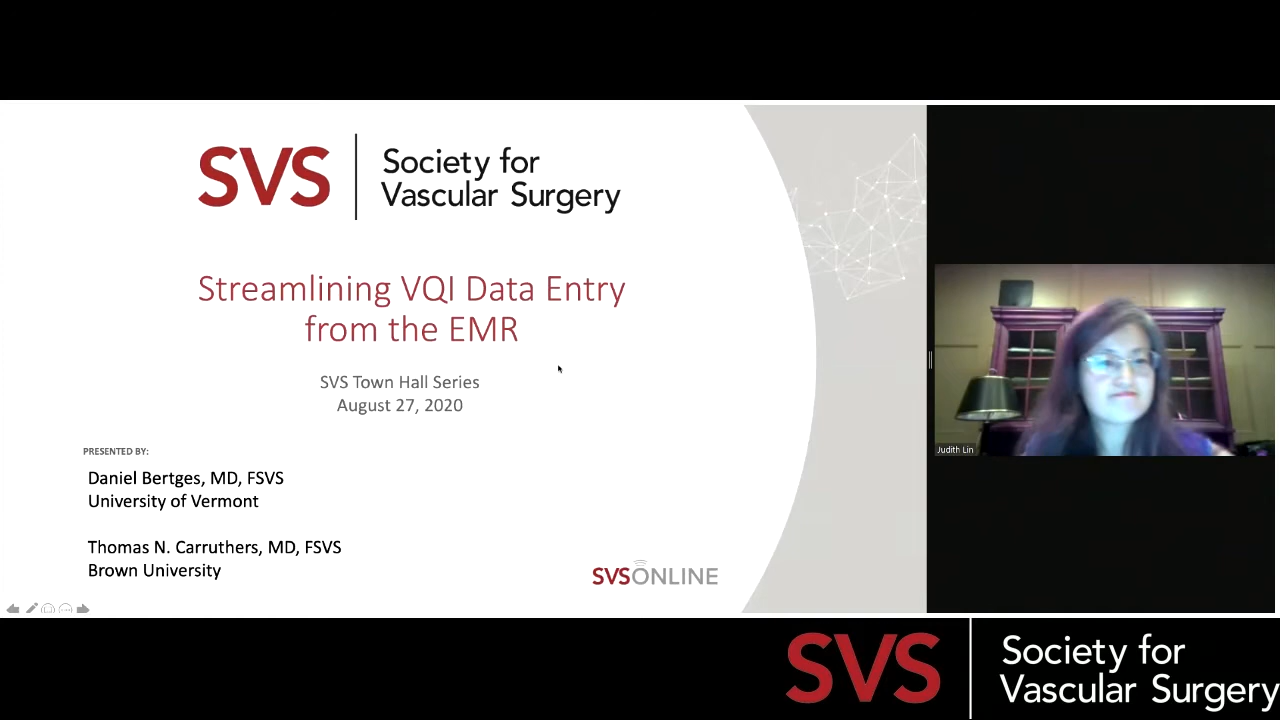 SVS
Society for
Vascular Surgery
Streamlining VQI Data Entry
from the EMR
SVS Town Hall Series
August 27, 2020
PRESENTED BY:
Daniel Bertges, MD, FSVS
University of Vermont
Thomas N. Carruthers, MD, FSVS
Brown University
SVSONLINE
Judith Lin
SVS
Society for
Vascular Surgery